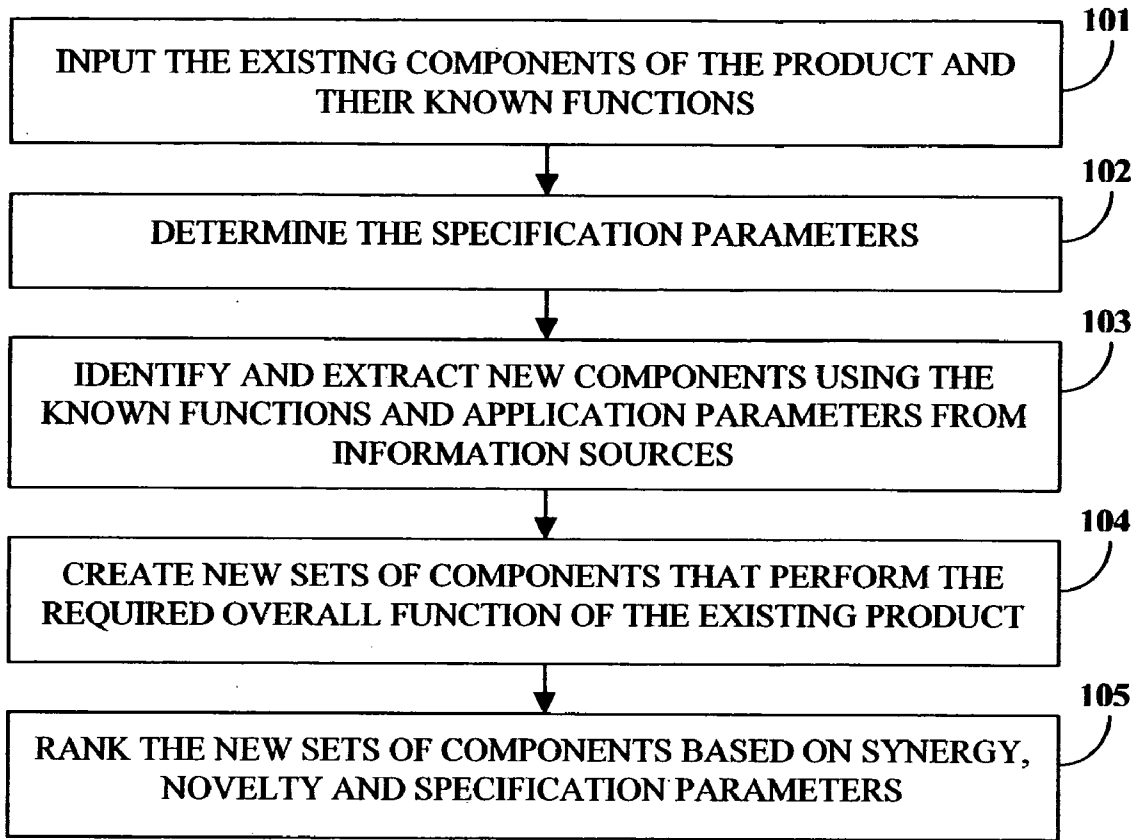 101
INPUT THE EXISTING COMPONENTS OF THE PRODUCT AND
THEIR KNOWN FUNCTIONS
102
DETERMINE THE SPECIFICATION PARAMETERS
103
IDENTIFY AND EXTRACT NEW COMPONENTS USING THE
KNOWN FUNCTIONS AND APPLICATION PARAMETERS FROM
INFORMATION SOURCES
104
CREATE NEW SETS OF COMPONENTS THAT PERFORM THE
REQUIRED OVERALL FUNCTION OF THE EXISTING PRODUCT
105
RANK THE NEW SETS OF COMPONENTS BASED ON SYNERGY,
NOVELTY AND SPECIFICATION PARAMETERS